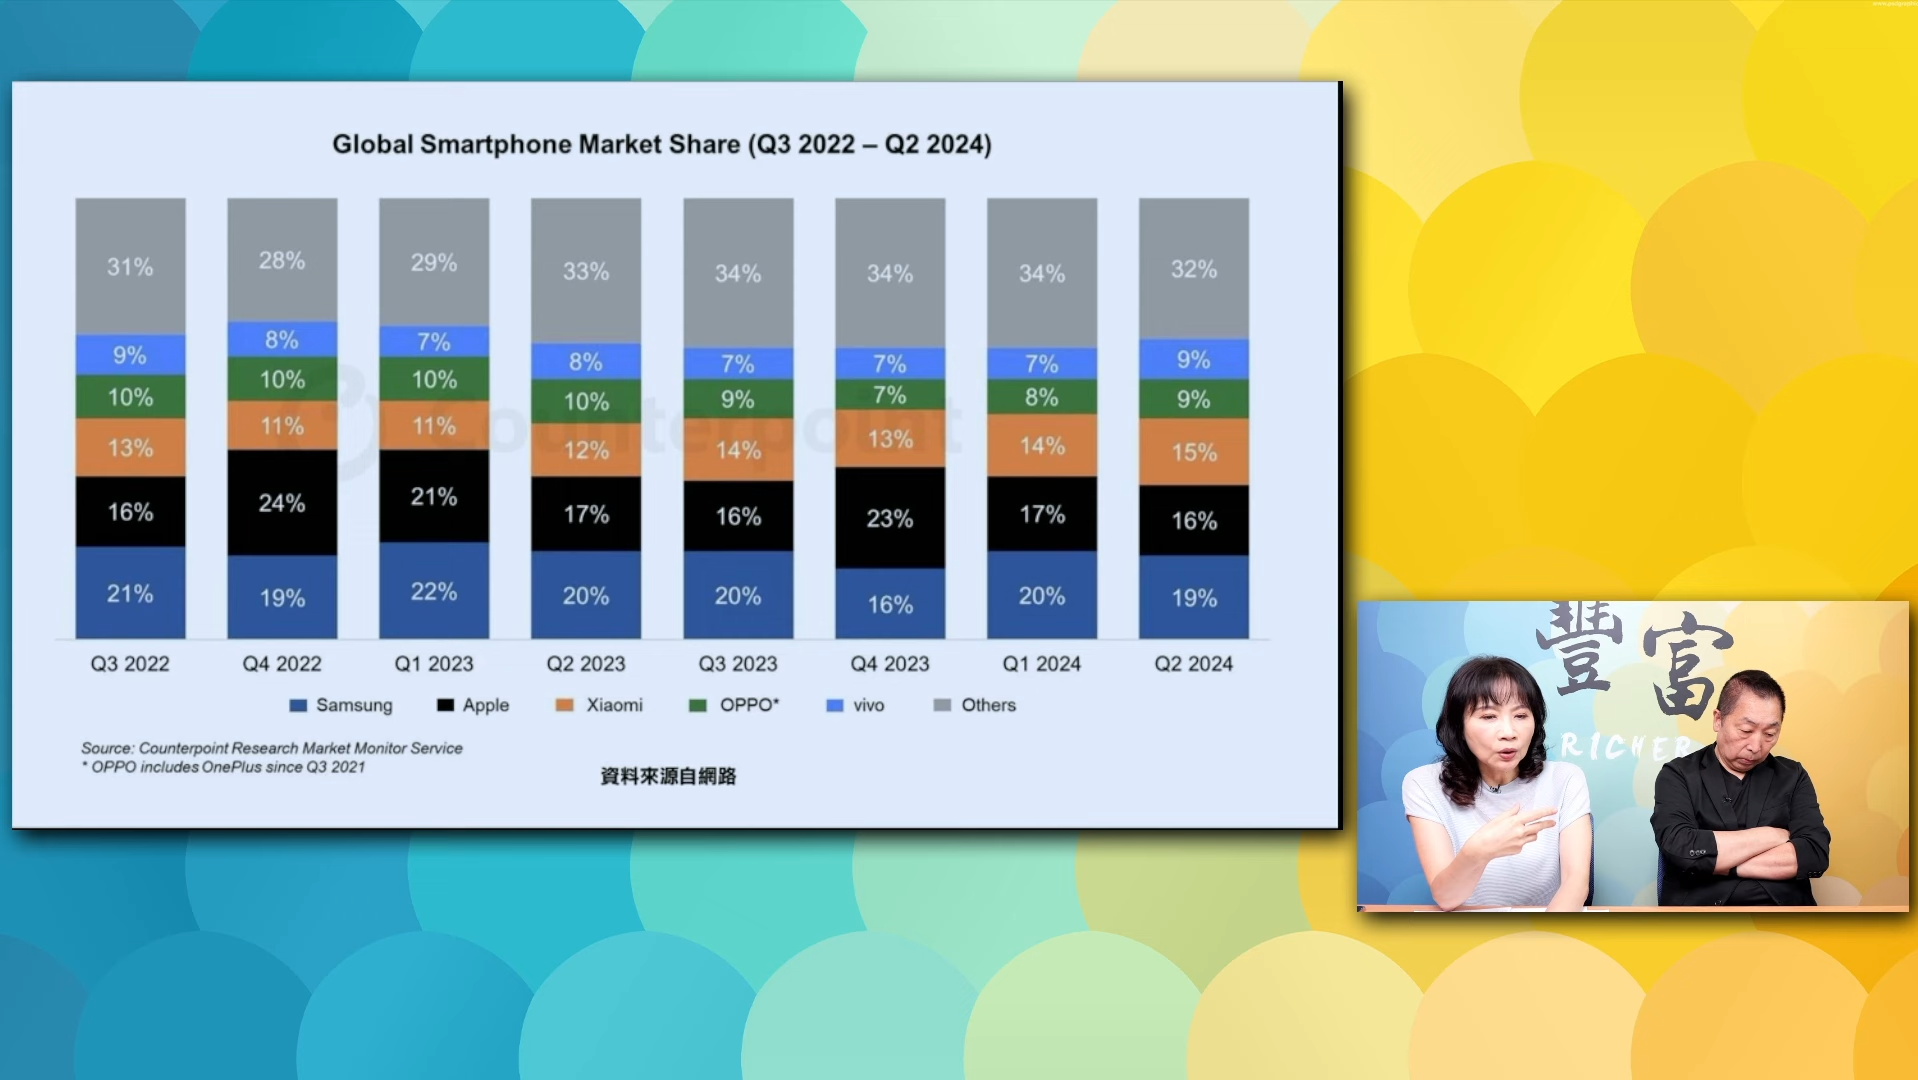 Global Smartphone Market Share (Q3 2022 – Q2 2024)
31% 28% 29% 33% 34% 34% 34% 32%
9% 8% 7% 8% 7% 7% 7% 9%
10% 10% 10% 10% 9% 7% 8% 9%
13% 11% 11% 12% 14% 13% 14% 15%
16% 24% 21% 17% 16% 23% 17% 16%
21% 19% 22% 20% 20% 16% 20% 19%
Counterpoint
Q3 2022 Q4 2022 Q1 2023 Q2 2023 Q3 2023 Q4 2023 Q1 2024 Q2 2024
Samsung Apple Xiaomi OPPO* vivo Others
Source: Counterpoint Research Market Monitor Service
* OPPO includes OnePlus since Q3 2021
資料來源自網路
豐富
RICHER